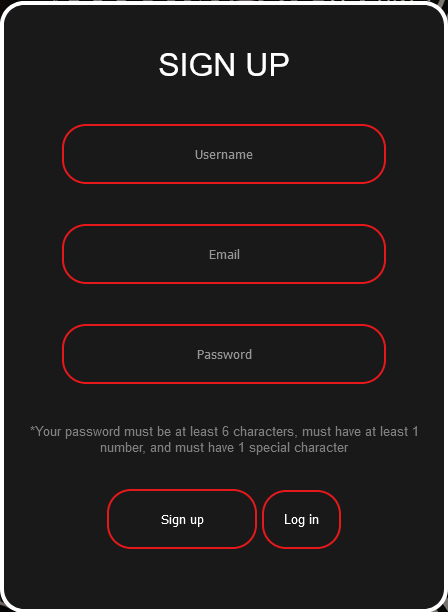 SIGN UP
Username
Email
Password
*Your password must be at least 6 characters, must have at least 1
number, and must have 1 special character
Sign up Log in